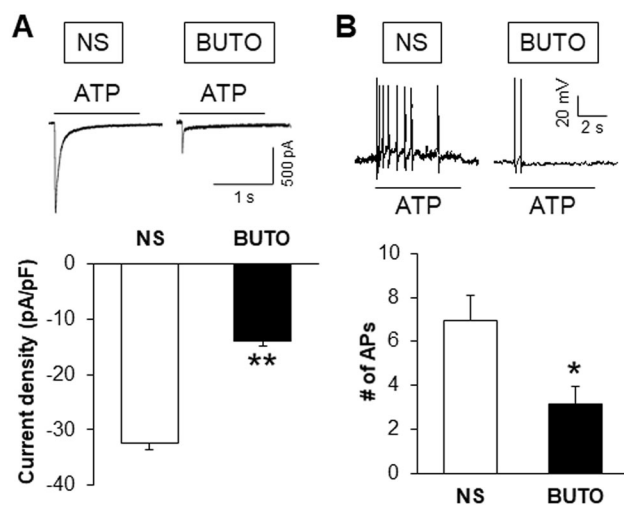 A
NS
BUTO
ATP
ATP
500 pA
1 s
NS
BUTO
0
-10
-20
-30
-40
Current density (pA/pF)
**
B
NS
BUTO
20 mV
2 s
ATP
ATP
10
8
6
4
2
0
# of APs
*
NS
BUTO